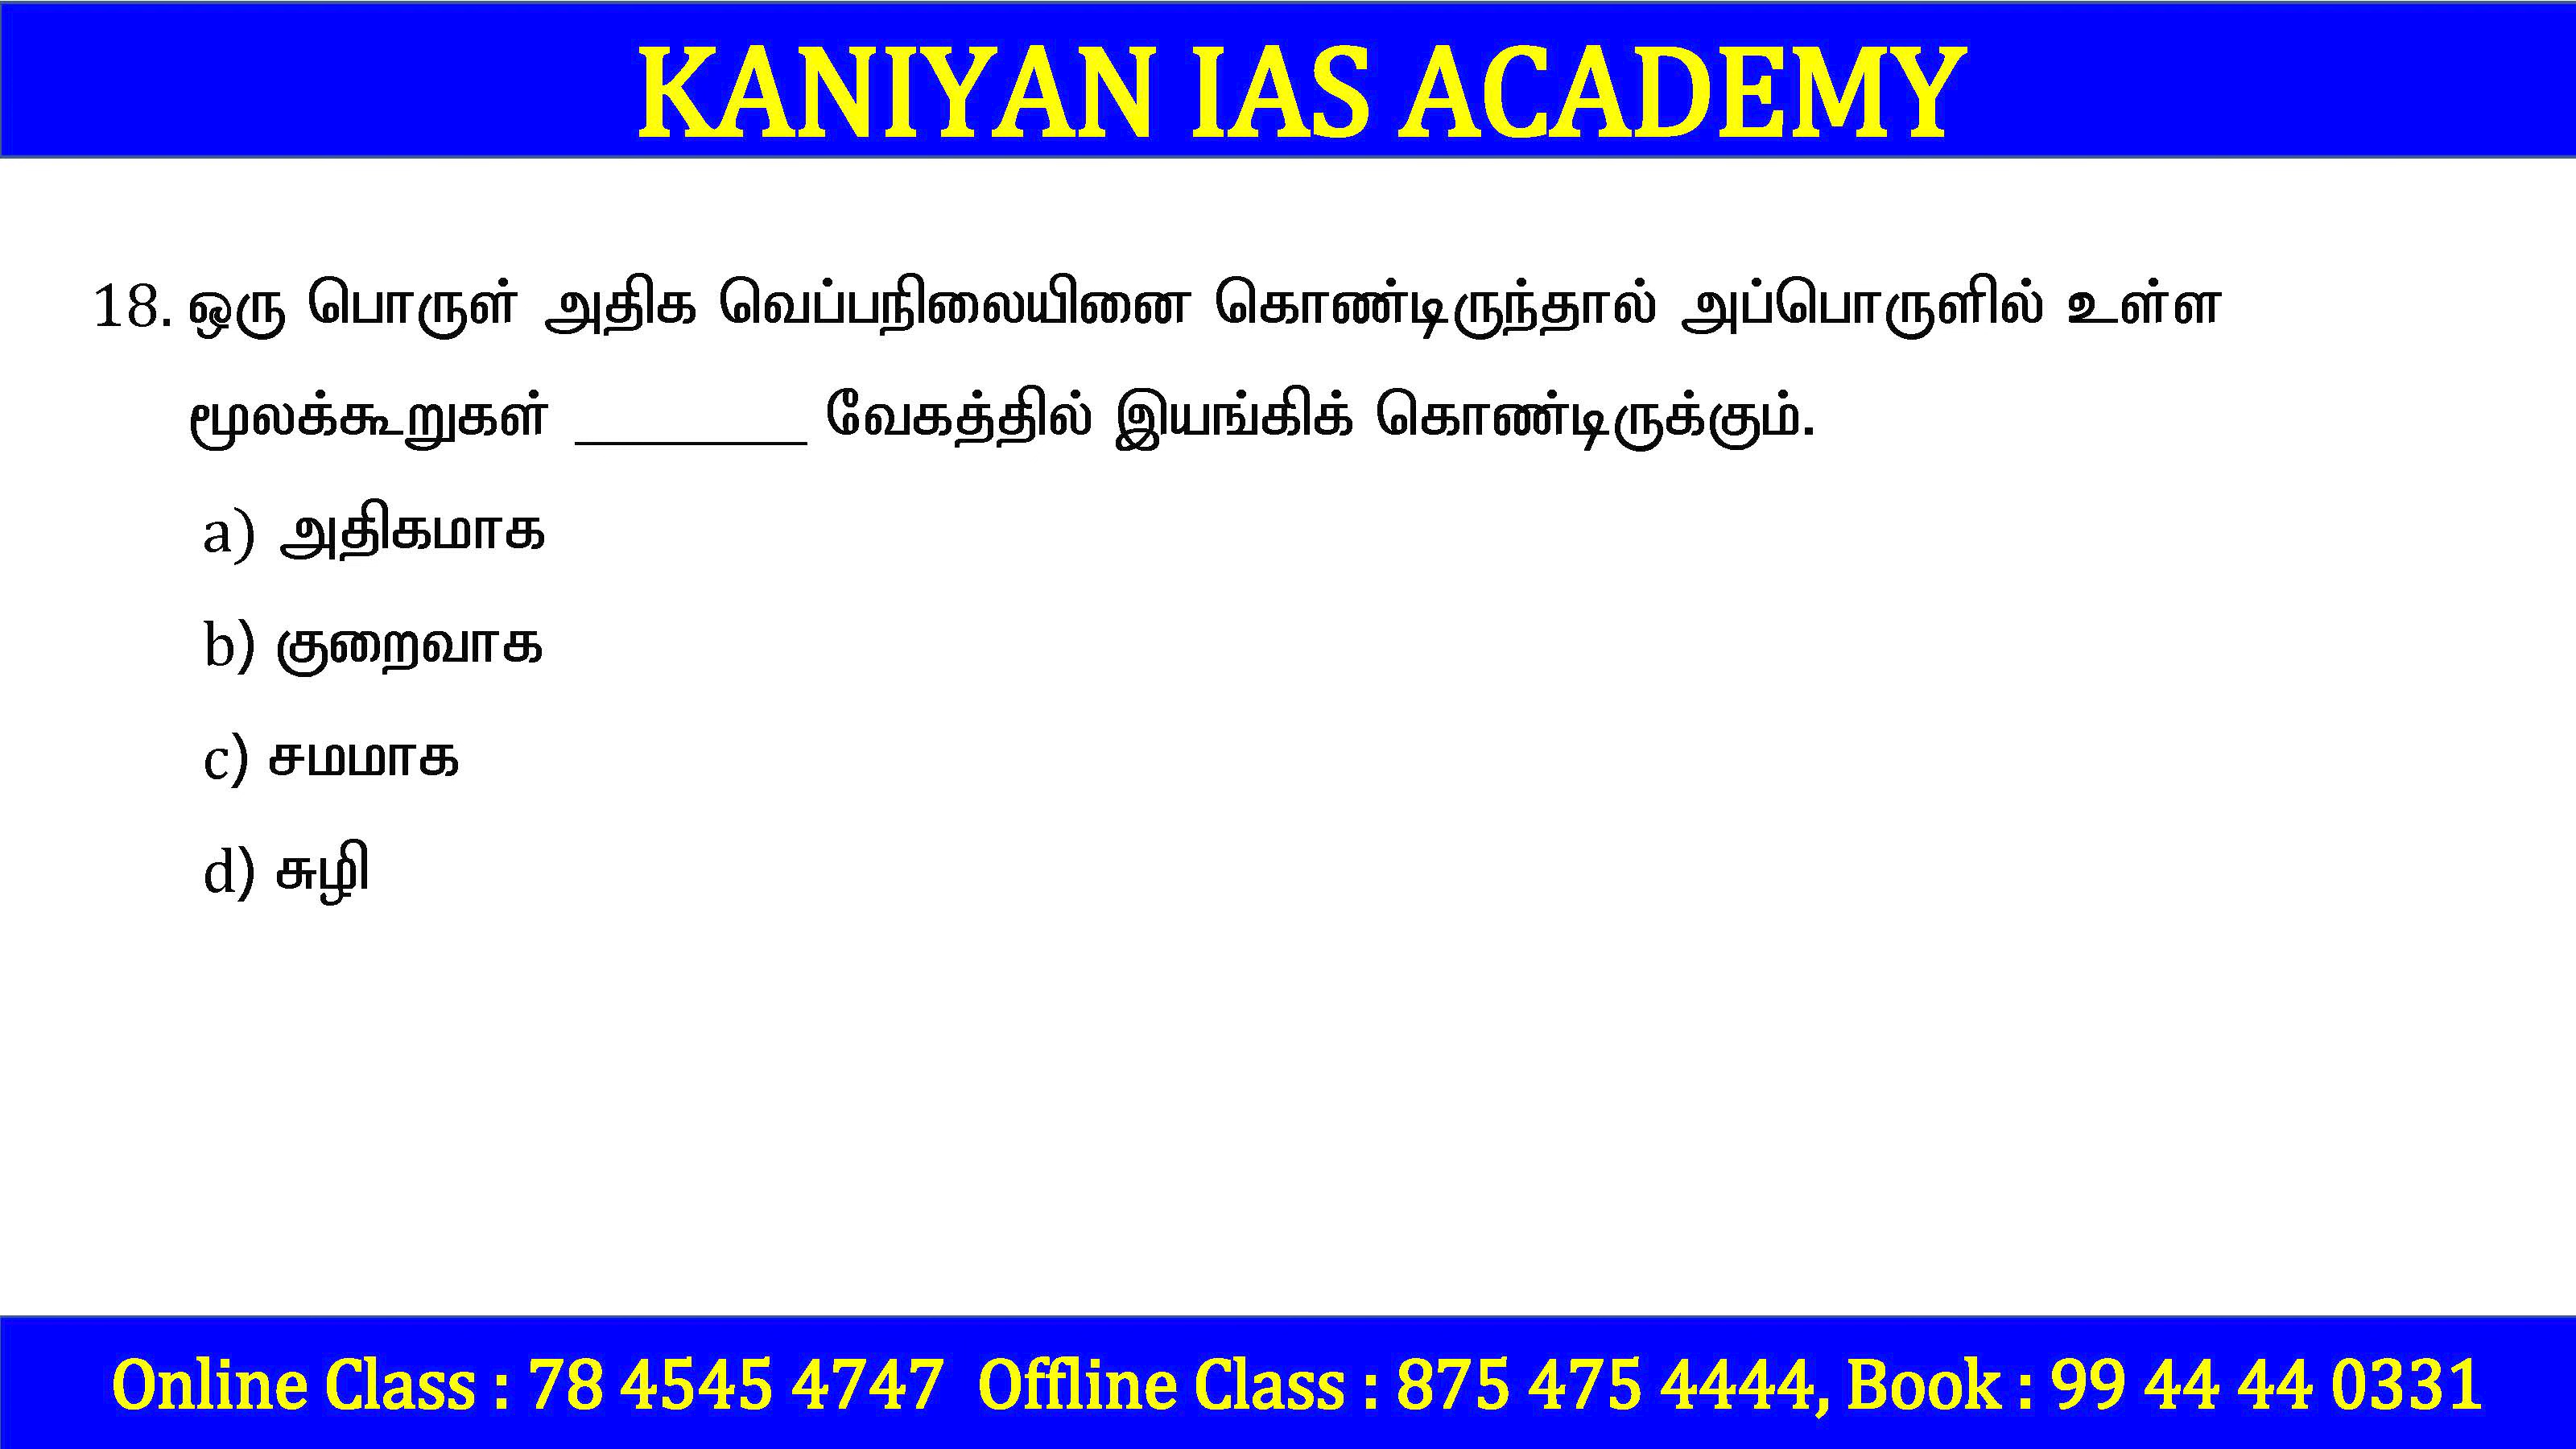 KANIYAN IAS ACADEMY
18. ஒரு பொருள் அதிக வெப்பநிலையினை கொண்டிருந்தால் அப்பொருளில் உள்ள
மூலக்கூறுகள் ________ வேகத்தில் இயங்கிக் கொண்டிருக்கும்.
a) அதிகமாக
b) குறைவாக
c) சமமாக
d) சுழி
Online Class : 78 4545 4747 Offline Class : 875 475 4444, Book : 99 44 44 0331